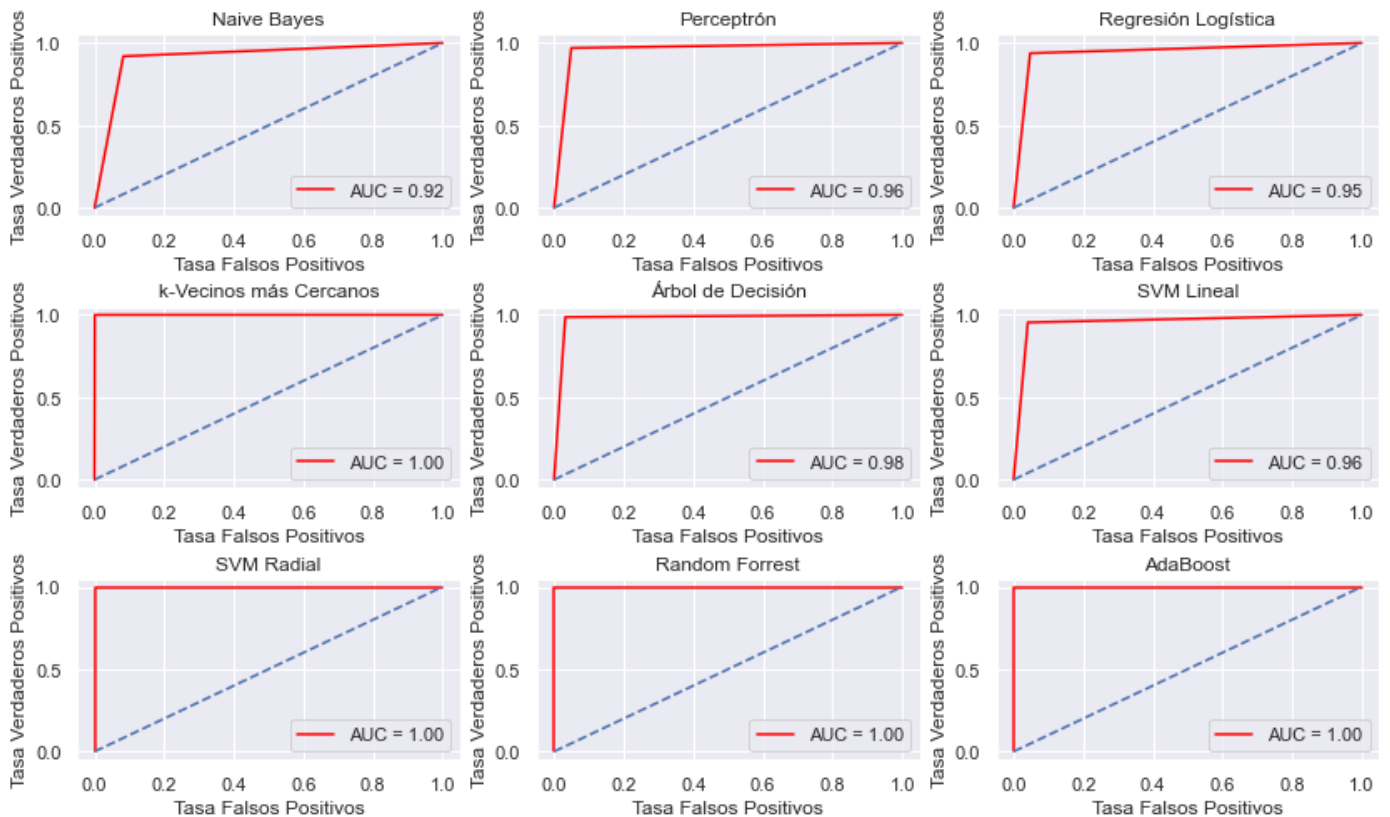 Naive Bayes
Tasa Verdaderos Positivos
1.0
0.5
0.0
AUC = 0.92
0.0 0.2 0.4 0.6 0.8 1.0
Tasa Falsos Positivos
Perceptrón
Tasa Verdaderos Positivos
1.0
0.5
0.0
AUC = 0.96
0.0 0.2 0.4 0.6 0.8 1.0
Tasa Falsos Positivos
Regresión Logística
Tasa Verdaderos Positivos
1.0
0.5
0.0
AUC = 0.95
0.0 0.2 0.4 0.6 0.8 1.0
Tasa Falsos Positivos
k-Vecinos más Cercanos
Tasa Verdaderos Positivos
1.0
0.5
0.0
AUC = 1.00
0.0 0.2 0.4 0.6 0.8 1.0
Tasa Falsos Positivos
Árbol de Decisión
Tasa Verdaderos Positivos
1.0
0.5
0.0
AUC = 0.98
0.0 0.2 0.4 0.6 0.8 1.0
Tasa Falsos Positivos
SVM Lineal
Tasa Verdaderos Positivos
1.0
0.5
0.0
AUC = 0.96
0.0 0.2 0.4 0.6 0.8 1.0
Tasa Falsos Positivos
SVM Radial
Tasa Verdaderos Positivos
1.0
0.5
0.0
AUC = 1.00
0.0 0.2 0.4 0.6 0.8 1.0
Tasa Falsos Positivos
Random Forrest
Tasa Verdaderos Positivos
1.0
0.5
0.0
AUC = 1.00
0.0 0.2 0.4 0.6 0.8 1.0
Tasa Falsos Positivos
AdaBoost
Tasa Verdaderos Positivos
1.0
0.5
0.0
AUC = 1.00
0.0 0.2 0.4 0.6 0.8 1.0
Tasa Falsos Positivos